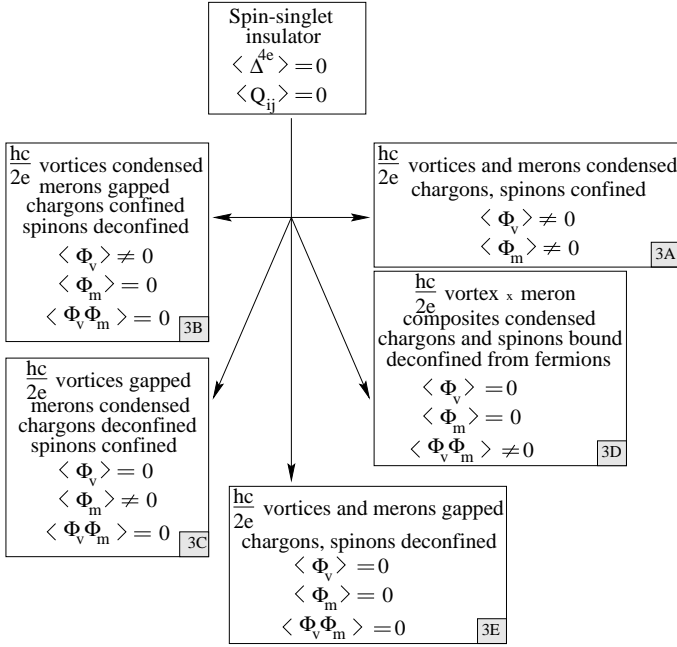 Spin-singlet
insulator
⟨ Δ^{4e} ⟩ = 0
⟨ Q_{ij} ⟩ = 0
hc/2e vortices condensed
merons gapped
chargons confined
spinons deconfined
⟨ Φ_v ⟩ ≠ 0
⟨ Φ_m ⟩ = 0
⟨ Φ_v Φ_m ⟩ = 0
3B
hc/2e vortices and merons condensed
chargons, spinons confined
⟨ Φ_v ⟩ ≠ 0
⟨ Φ_m ⟩ ≠ 0
3A
hc/2e vortex x meron
composites condensed
chargons and spinons bound
deconfined from fermions
⟨ Φ_v ⟩ = 0
⟨ Φ_m ⟩ = 0
⟨ Φ_v Φ_m ⟩ ≠ 0
3D
hc/2e vortices gapped
merons condensed
chargons deconfined
spinons confined
⟨ Φ_v ⟩ = 0
⟨ Φ_m ⟩ ≠ 0
⟨ Φ_v Φ_m ⟩ = 0
3C
hc/2e vortices and merons gapped
chargons, spinons deconfined
⟨ Φ_v ⟩ = 0
⟨ Φ_m ⟩ = 0
⟨ Φ_v Φ_m ⟩ = 0
3E